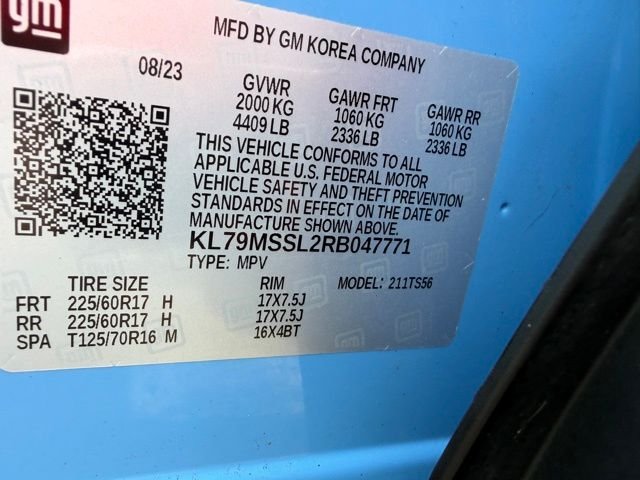 gm
MFD BY GM KOREA COMPANY
08/23
GVWR GAWR FRT GAWR RR
2000 KG 1060 KG 1060 KG
4409 LB 2336 LB 2336 LB
THIS VEHICLE CONFORMS TO ALL
APPLICABLE U.S. FEDERAL MOTOR
VEHICLE SAFETY AND THEFT PREVENTION
STANDARDS IN EFFECT ON THE DATE OF
MANUFACTURE SHOWN ABOVE.
KL79MSSL2RB047771
TYPE: MPV
TIRE SIZE RIM MODEL: 211TS56
FRT 225/60R17 H 17X7.5J
RR 225/60R17 H 17X7.5J
SPA T125/70R16 M 16X4BT